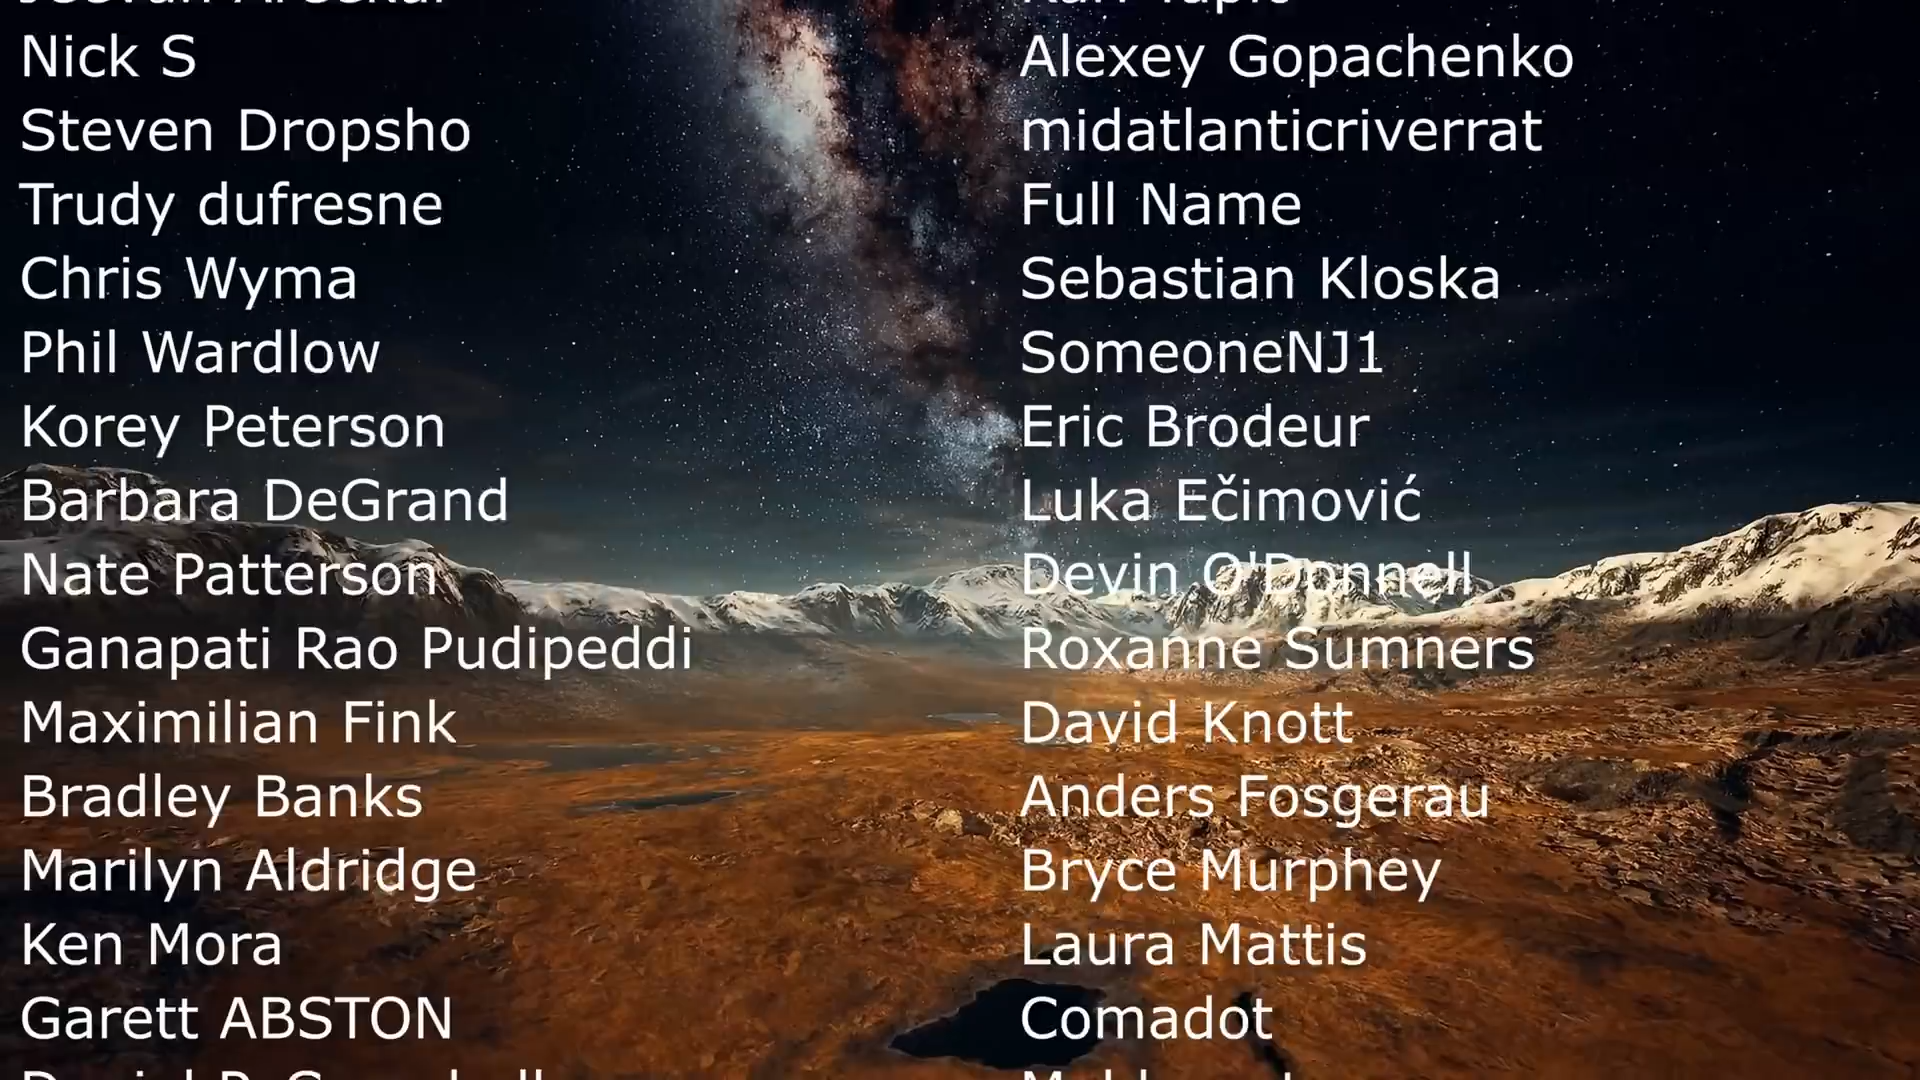 Nick S
Steven Dropsho
Trudy dufresne
Chris Wyma
Phil Wardlow
Korey Peterson
Barbara DeGrand
Nate Patterson
Ganapati Rao Pudipeddi
Maximilian Fink
Bradley Banks
Marilyn Aldridge
Ken Mora
Garett ABSTON
Alexey Gopachenko
midatlanticriverrat
Full Name
Sebastian Kloska
SomeoneNJ1
Eric Brodeur
Luka Ečimović
Devin O'Donnell
Roxanne Sumners
David Knott
Anders Fosgerau
Bryce Murphey
Laura Mattis
Comadot